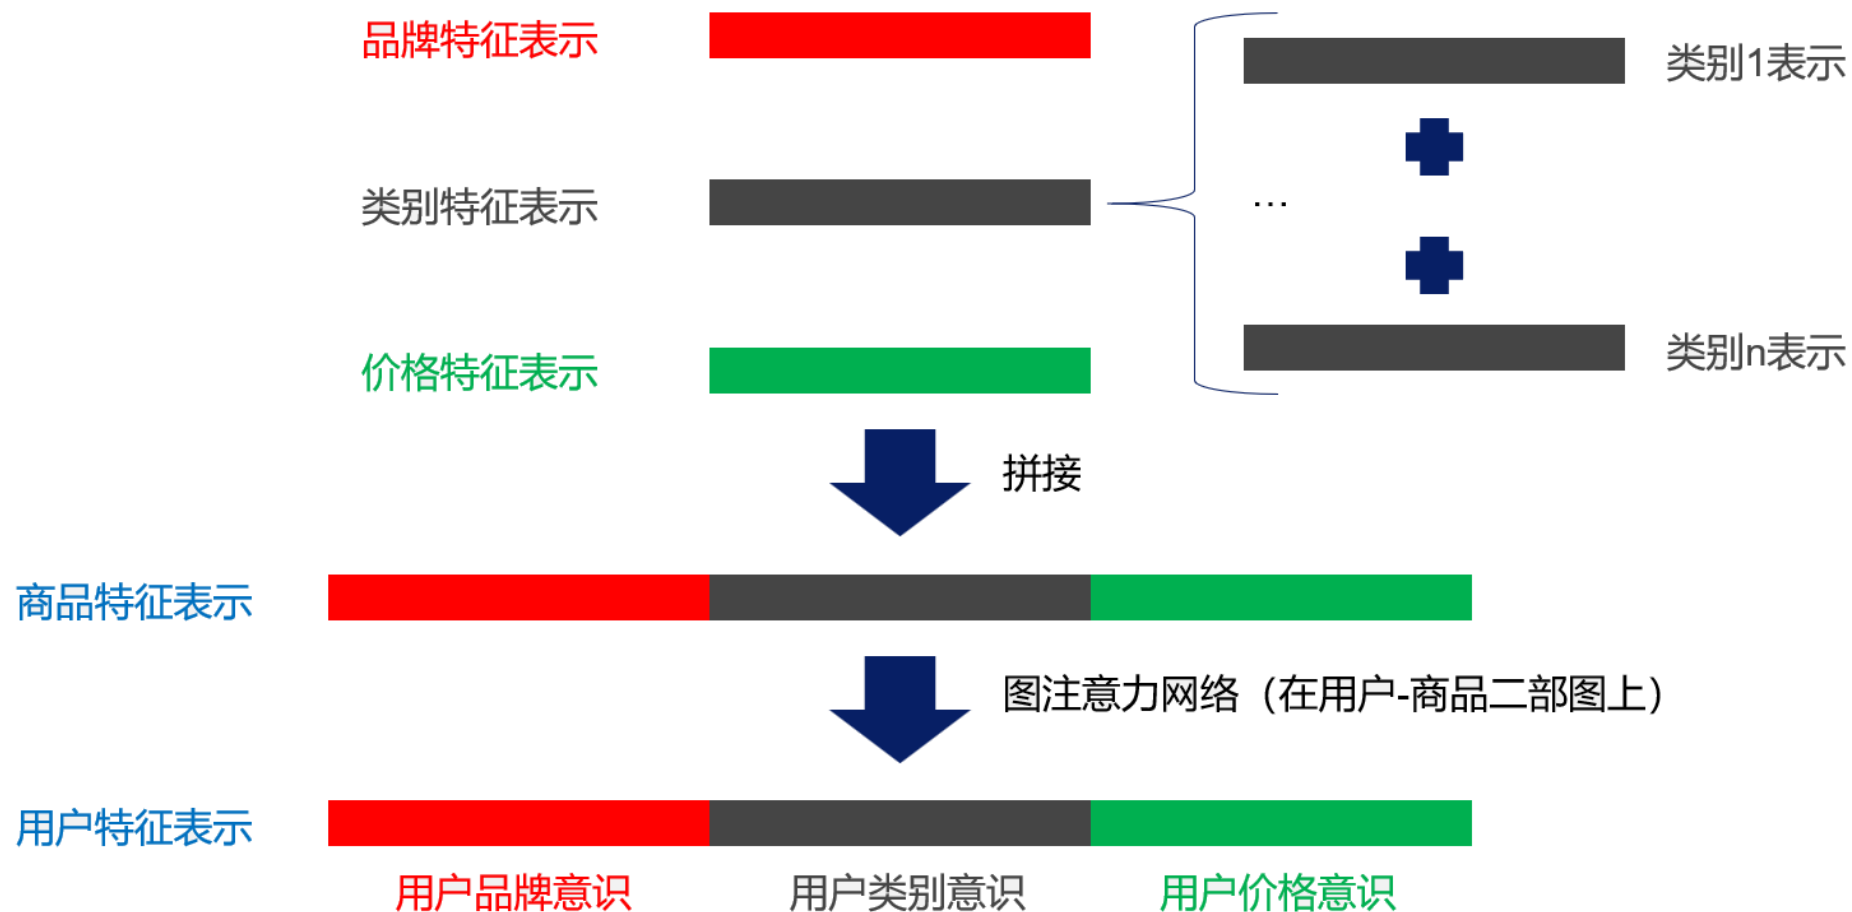 品牌特征表示
类别1表示
类别特征表示
...
类别n表示
价格特征表示
拼接
商品特征表示
图注意力网络（在用户-商品二部图上）
用户特征表示
用户品牌意识
用户类别意识
用户价格意识